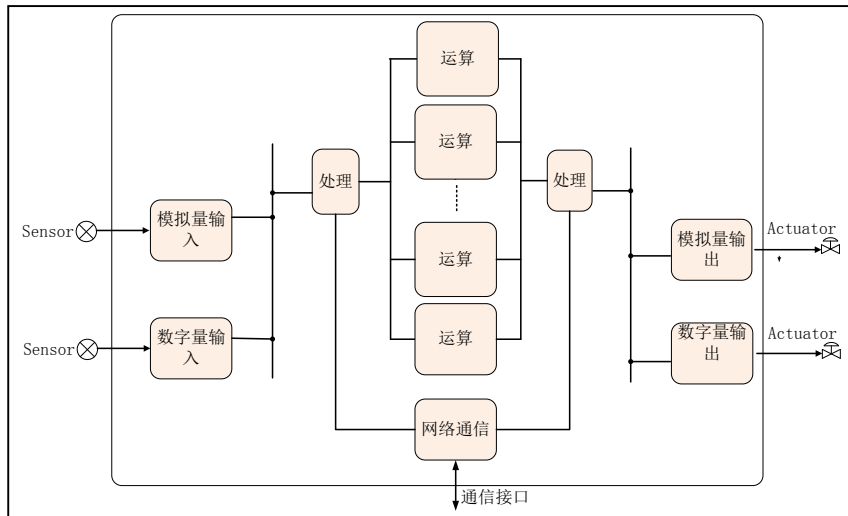 运算
运算
处理
处理
模拟量输
入
Sensor
Actuator
模拟量输
出
运算
数字量输
入
Sensor
运算
Actuator
数字量输
出
网络通信
通信接口